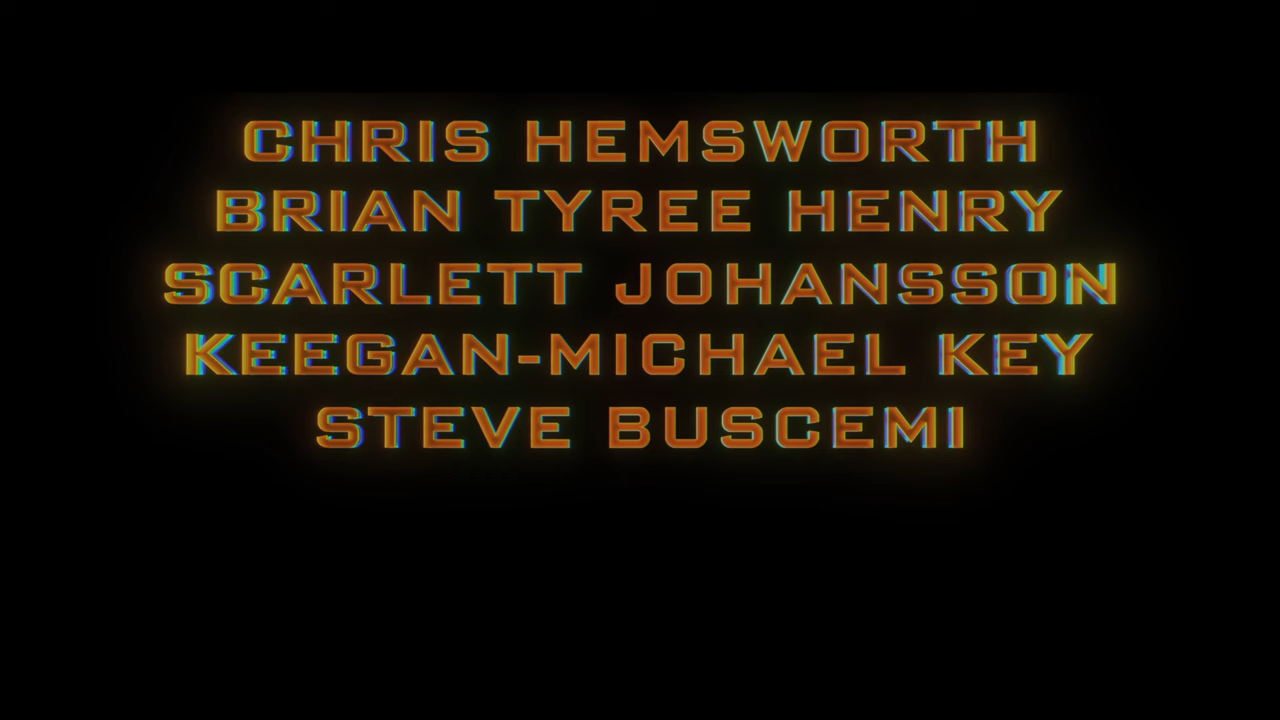 CHRIS HEMSWORTH
BRIAN TYREE HENRY
SCARLETT JOHANSSON
KEEGAN-MICHAEL KEY
STEVE BUSCEMI